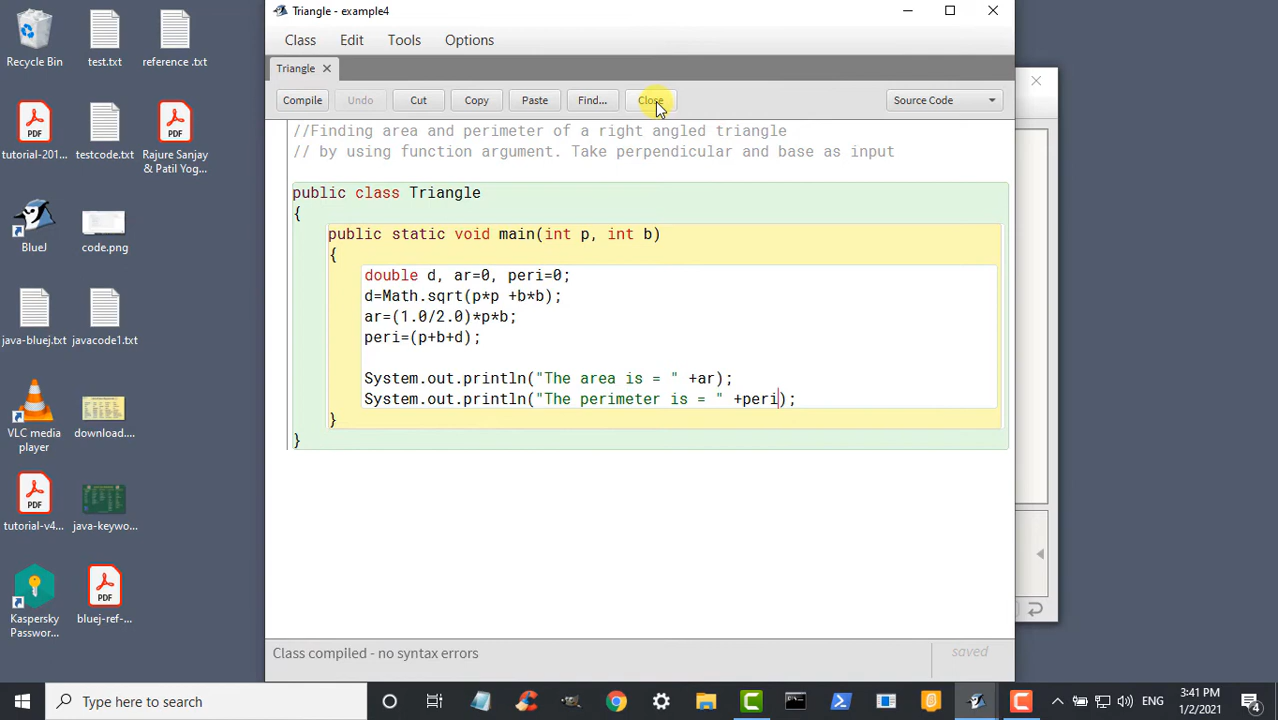 Triangle - example4
Class Edit Tools Options
Triangle
Compile Undo Cut Copy Paste Find... Close Source Code
//Finding area and perimeter of a right angled triangle
// by using function argument. Take perpendicular and base as input
public class Triangle
{
public static void main(int p, int b)
{
double d, ar=0, peri=0;
d=Math.sqrt(p*p +b*b);
ar=(1.0/2.0)*p*b;
peri=(p+b+d);
System.out.println("The area is = " +ar);
System.out.println("The perimeter is = " +peri);
}
}
Class compiled - no syntax errors
saved
Recycle Bin
test.txt
reference .txt
PDF
tutorial-201...
testcode.txt
PDF
Rajure Sanjay
& Patil Yog...
BlueJ
code.png
java-bluej.txt
javacode1.txt
VLC media
player
download....
PDF
tutorial-v4...
java-keywo...
Kaspersky
Passwor...
PDF
bluej-ref-...
Type here to search
ENG
3:41 PM
1/2/2021
4